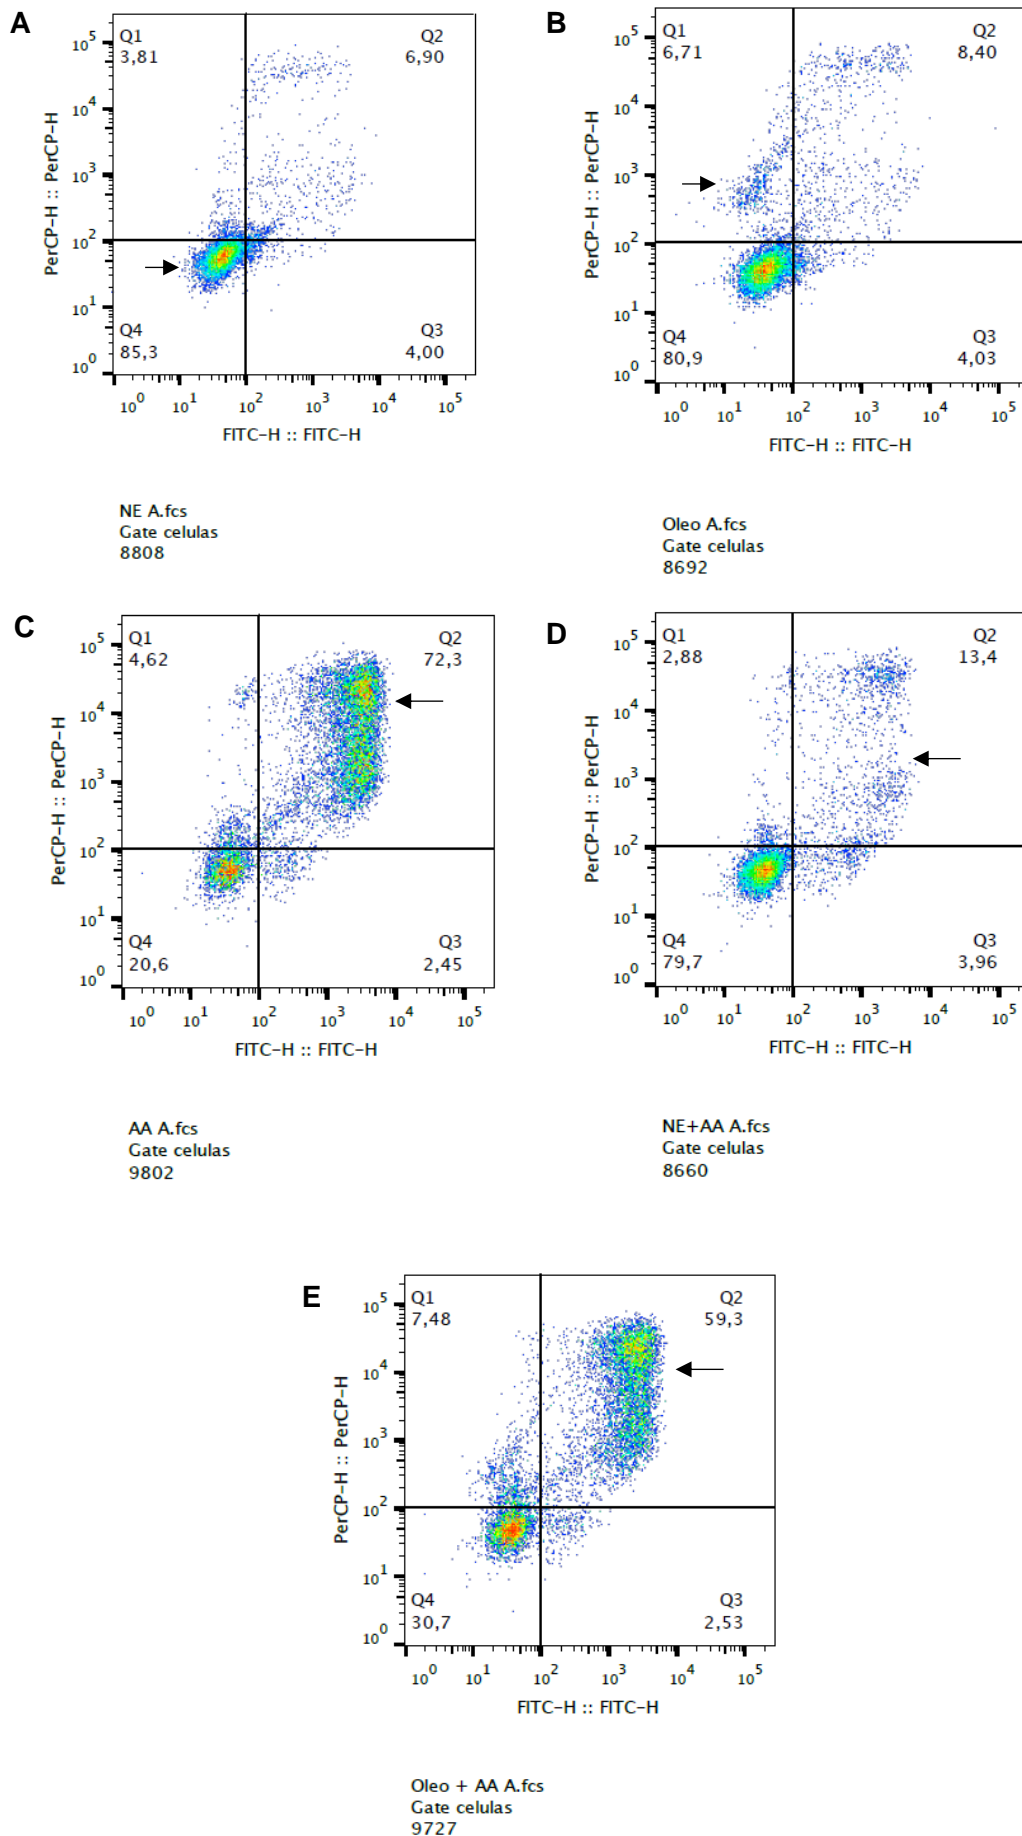 A
Q1
3,81
Q2
6,90
Q4
85,3
Q3
4,00
10^5
10^4
10^3
10^2
10^1
10^0
PerCP-H :: PerCP-H
10^0 10^1 10^2 10^3 10^4 10^5
FITC-H :: FITC-H
NE A.fcs
Gate celulas
8808
B
Q1
6,71
Q2
8,40
Q4
80,9
Q3
4,03
10^5
10^4
10^3
10^2
10^1
10^0
PerCP-H :: PerCP-H
10^0 10^1 10^2 10^3 10^4 10^5
FITC-H :: FITC-H
Oleo A.fcs
Gate celulas
8692
C
Q1
4,62
Q2
72,3
Q4
20,6
Q3
2,45
10^5
10^4
10^3
10^2
10^1
10^0
PerCP-H :: PerCP-H
10^0 10^1 10^2 10^3 10^4 10^5
FITC-H :: FITC-H
AA A.fcs
Gate celulas
9802
D
Q1
2,88
Q2
13,4
Q4
79,7
Q3
3,96
10^5
10^4
10^3
10^2
10^1
10^0
PerCP-H :: PerCP-H
10^0 10^1 10^2 10^3 10^4 10^5
FITC-H :: FITC-H
NE+AA A.fcs
Gate celulas
8660
E
Q1
7,48
Q2
59,3
Q4
30,7
Q3
2,53
10^5
10^4
10^3
10^2
10^1
10^0
PerCP-H :: PerCP-H
10^0 10^1 10^2 10^3 10^4 10^5
FITC-H :: FITC-H
Oleo + AA A.fcs
Gate celulas
9727